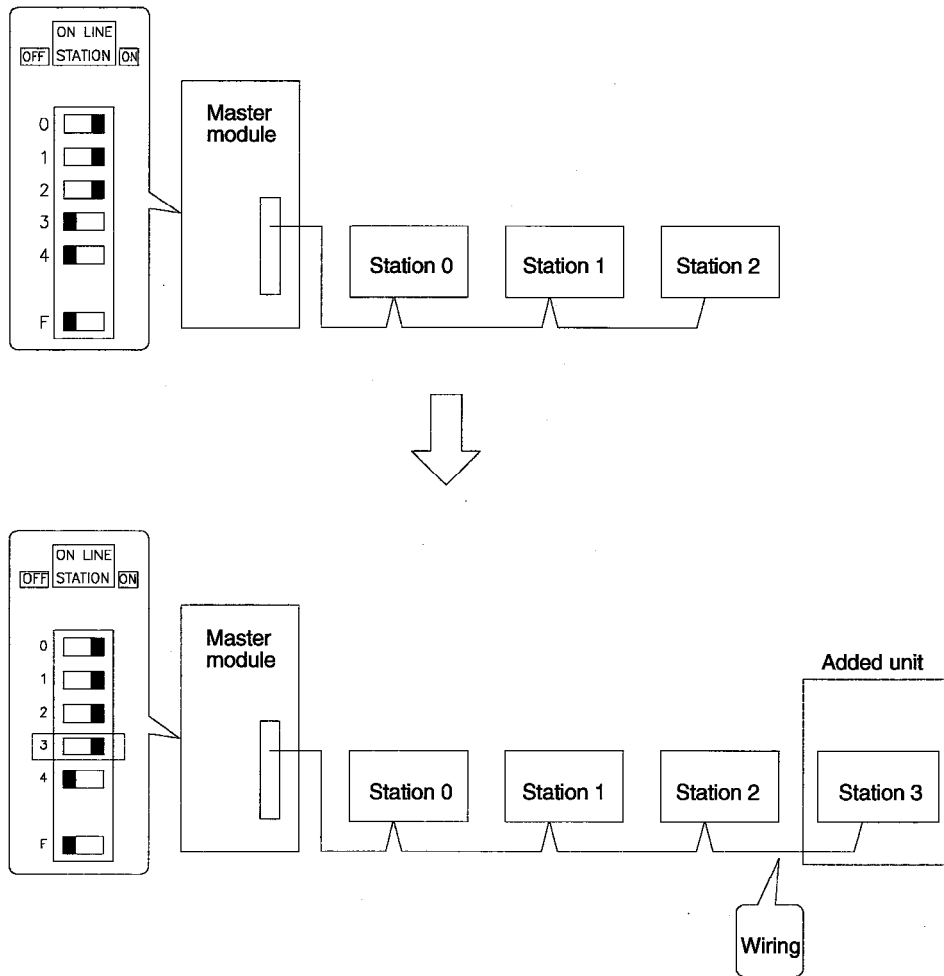 ON LINE
OFF STATION ON
0
1
2
3
4
F
Master
module
Station 0
Station 1
Station 2
ON LINE
OFF STATION ON
0
1
2
3
4
F
Master
module
Added unit
Station 0
Station 1
Station 2
Station 3
Wiring